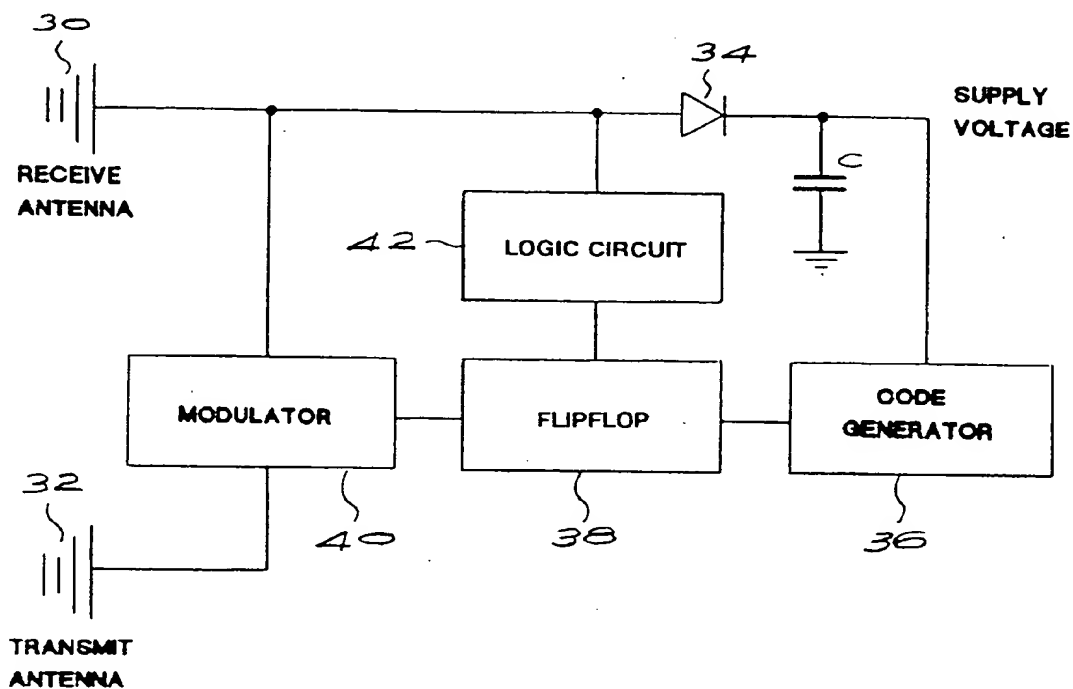 30
34
SUPPLY
VOLTAGE
C
RECEIVE
ANTENNA
42
LOGIC CIRCUIT
MODULATOR
FLIPFLOP
CODE
GENERATOR
32
40
38
36
TRANSMIT
ANTENNA